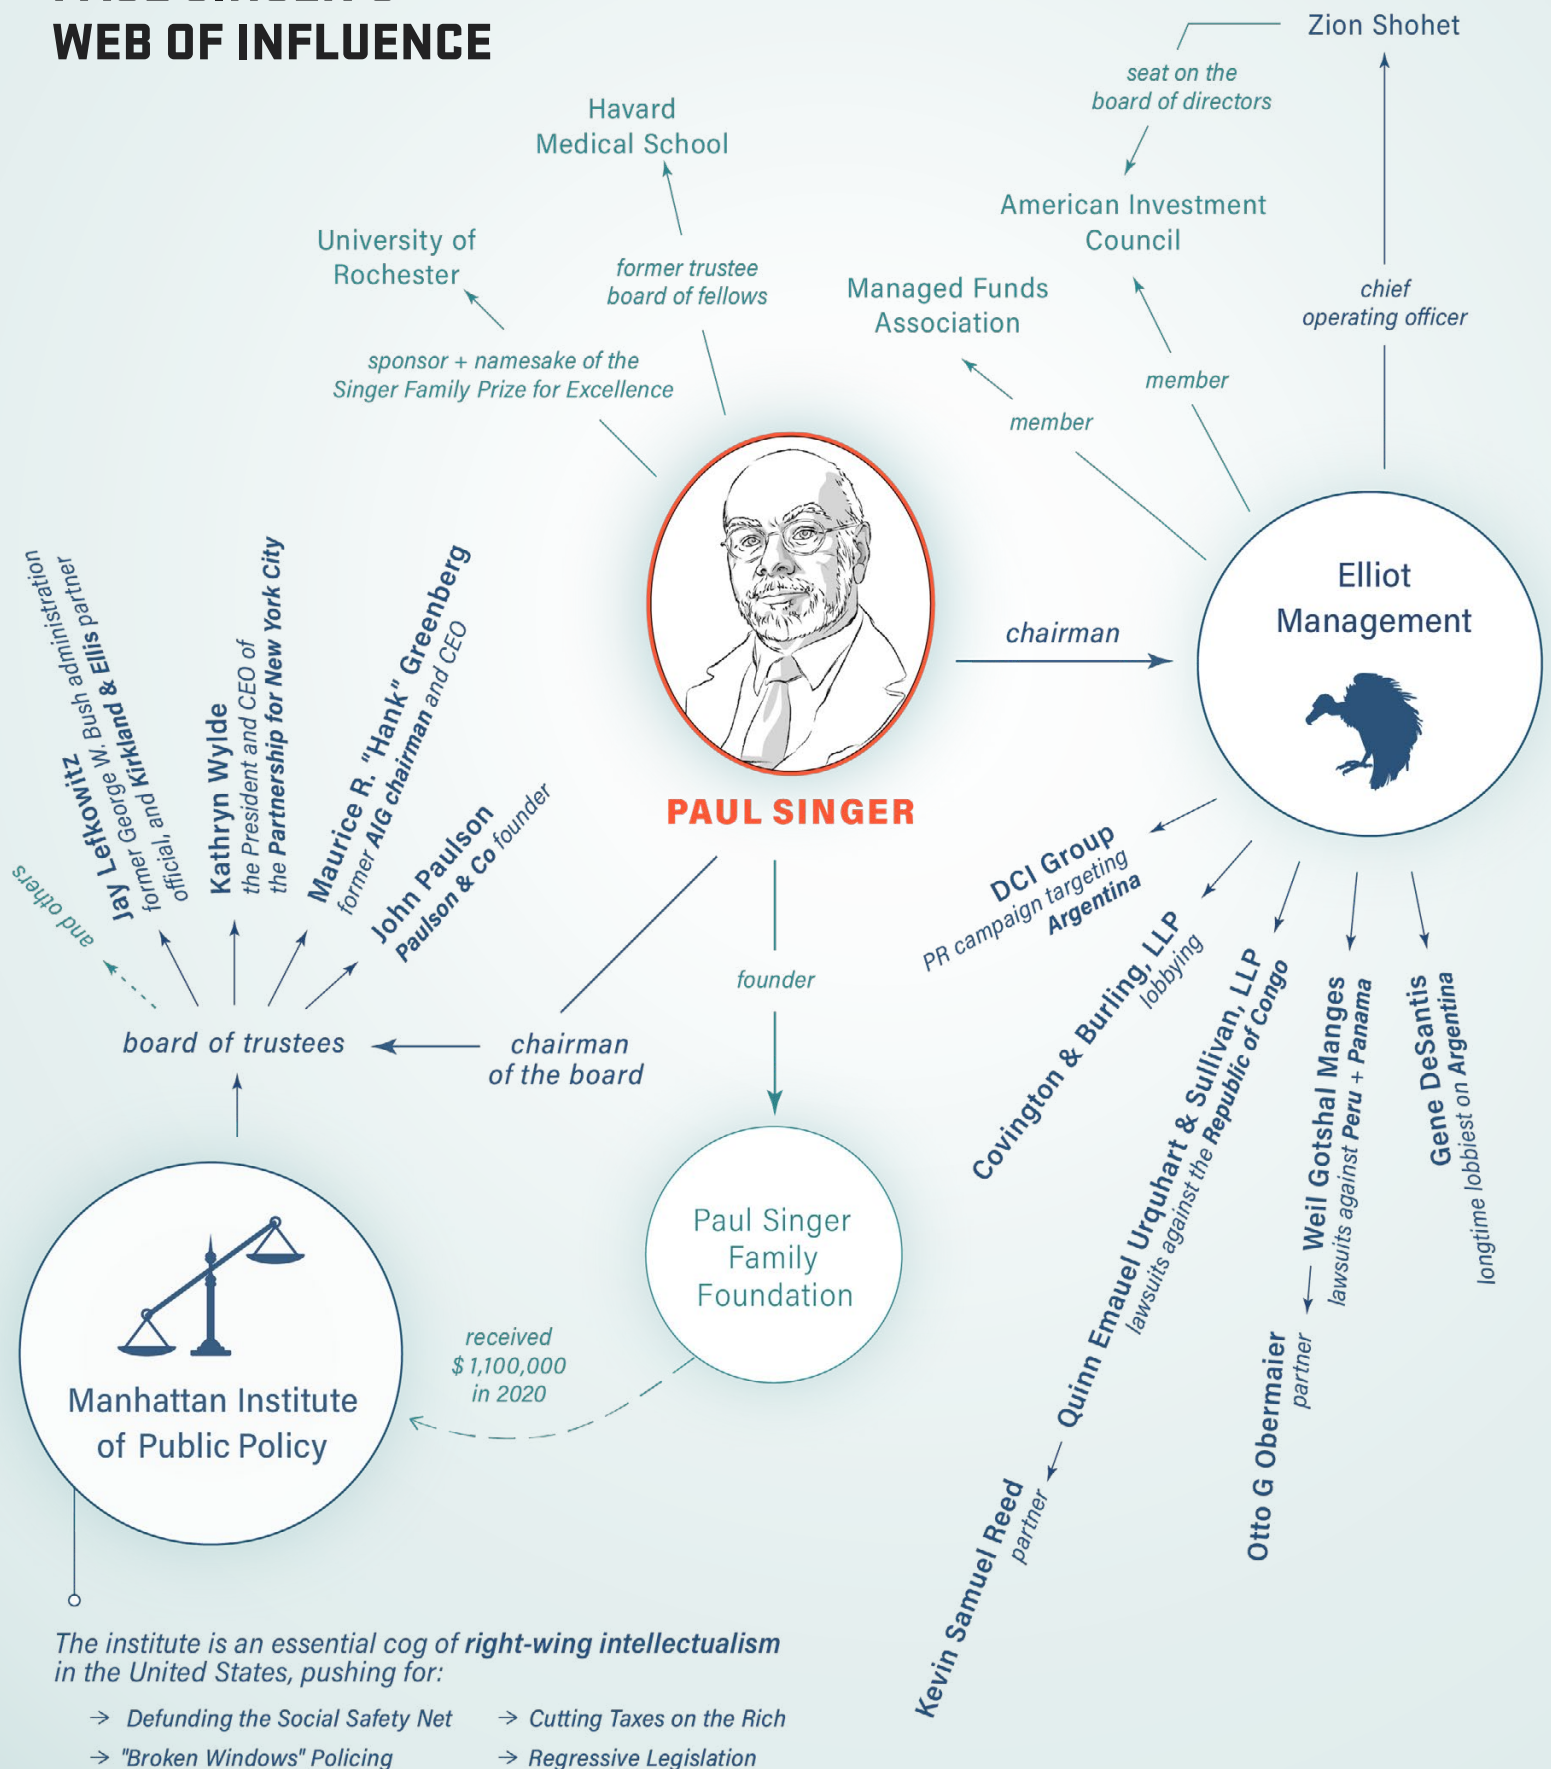 WEB OF INFLUENCE
Zion Shohet
seat on the
board of directors
Havard
Medical School
American Investment
Council
University of
Rochester
former trustee
board of fellows
Managed Funds
Association
chief
operating officer
sponsor + namesake of the
Singer Family Prize for Excellence
member
member
Elliot
Management
chairman
PAUL SINGER
Jay Lefkowitz
former George W. Bush administration
official, and Kirkland & Ellis partner
Kathryn Wylde
the President and CEO of
the Partnership for New York City
Maurice R. "Hank" Greenberg
former AIG chairman and CEO
John Paulson
Paulson & Co founder
and others
board of trustees
chairman
of the board
founder
DCI Group
PR campaign targeting
Argentina
Covington & Burling, LLP
lobbying
Quinn Emauel Urquhart & Sullivan, LLP
lawsuits against the Republic of Congo
Kevin Samuel Reed
partner
Weil Gotshal Manges
lawsuits against Peru + Panama
Otto G Obermaier
partner
Gene DeSantis
longtime lobbiest on Argentina
Paul Singer
Family
Foundation
received
$1,100,000
in 2020
Manhattan Institute
of Public Policy
The institute is an essential cog of right-wing intellectualism
in the United States, pushing for:
→ Defunding the Social Safety Net → Cutting Taxes on the Rich
→ "Broken Windows" Policing → Regressive Legislation